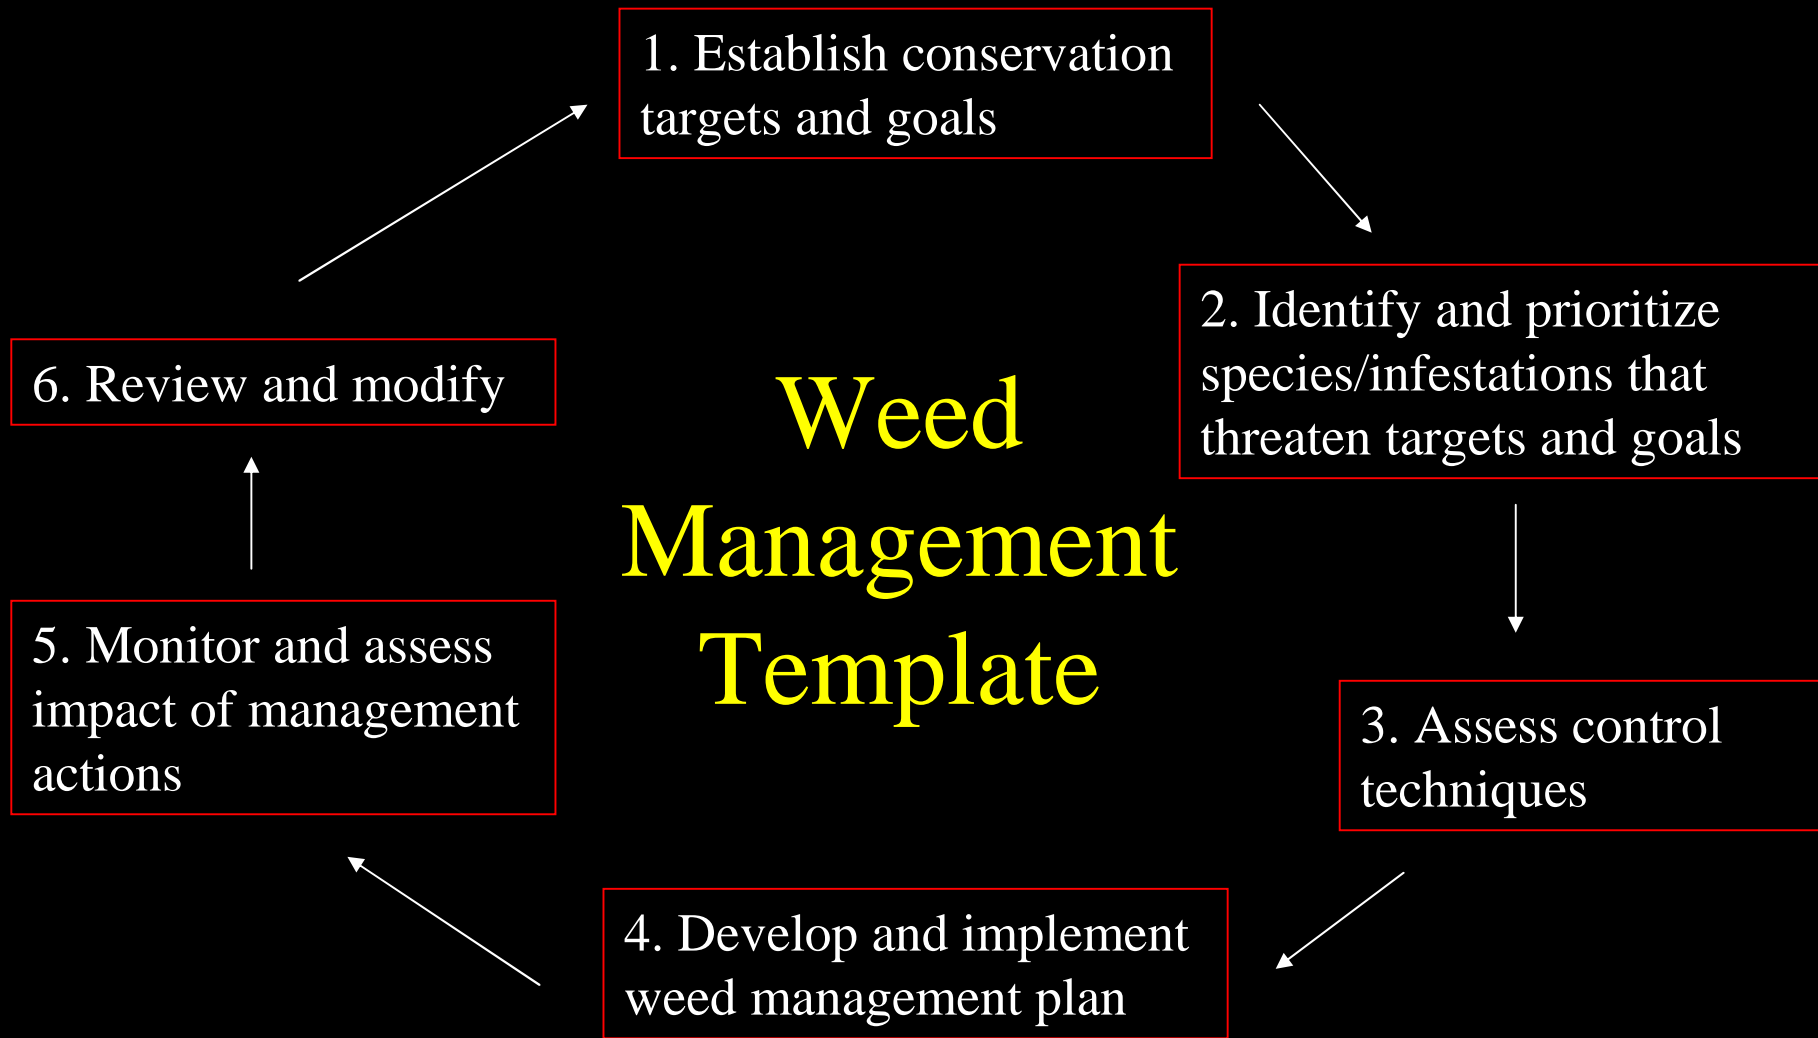 1. Establish conservation
targets and goals
2. Identify and prioritize
species/infestations that
threaten targets and goals
3. Assess control
techniques
4. Develop and implement
weed management plan
5. Monitor and assess
impact of management
actions
6. Review and modify
Weed
Management
Template